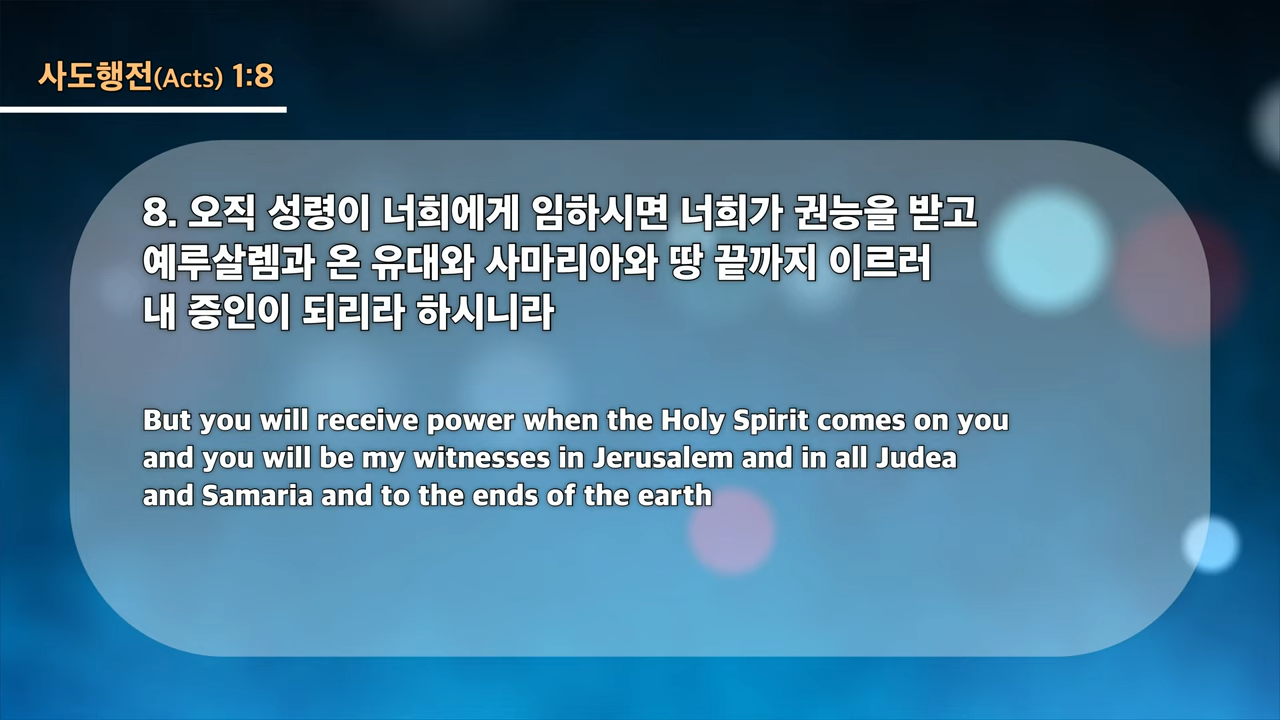 사도행전(Acts) 1:8
8. 오직 성령이 너희에게 임하시면 너희가 권능을 받고
예루살렘과 온 유대와 사마리아와 땅 끝까지 이르러
내 증인이 되리라 하시니라
But you will receive power when the Holy Spirit comes on you
and you will be my witnesses in Jerusalem and in all Judea
and Samaria and to the ends of the earth